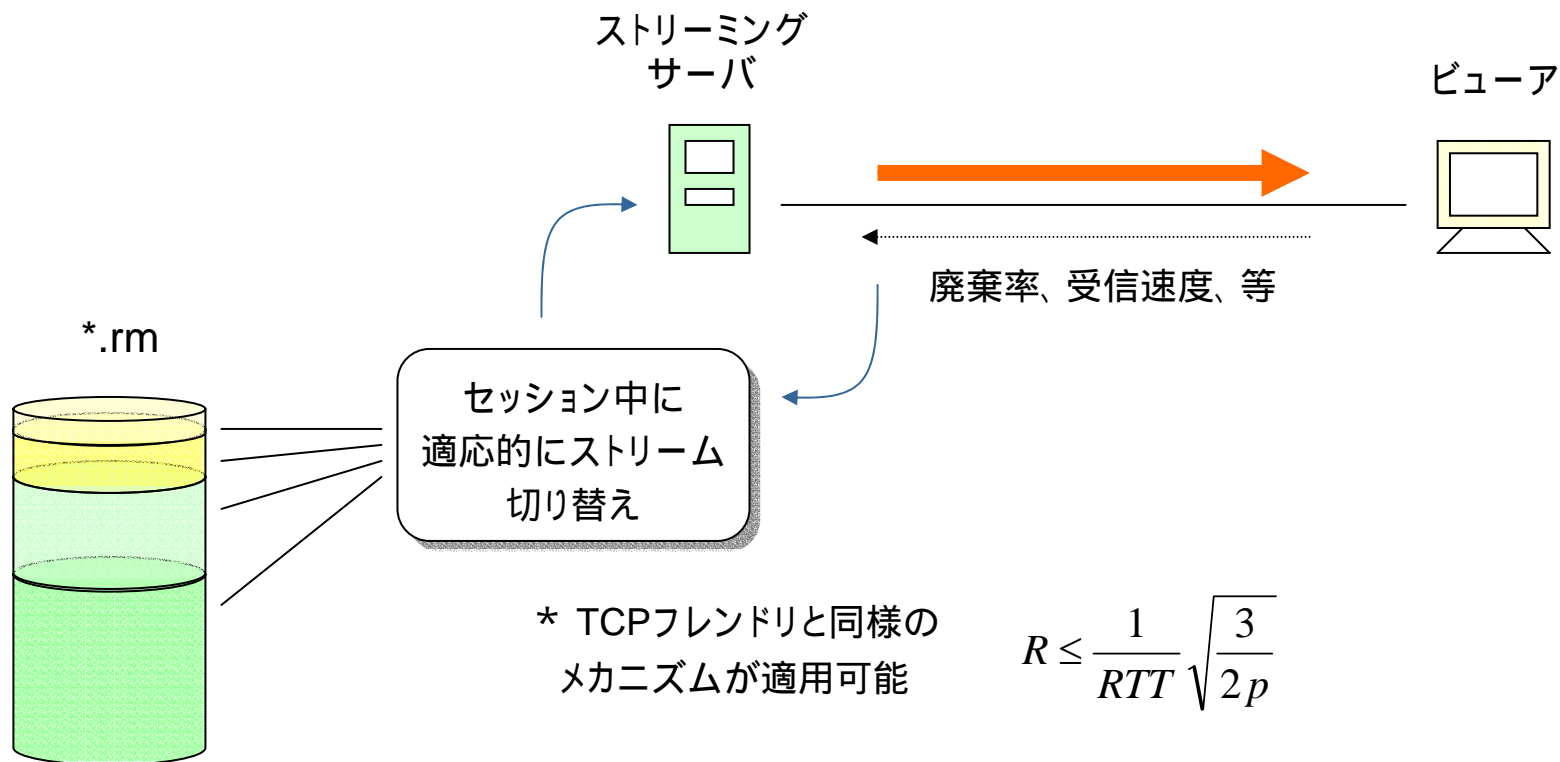 ストリーミング
サーバ
ビューア
廃棄率、受信速度、等
*.rm
セッション中に
適応的にストリーム
切り替え
* TCPフレンドリと同様の
メカニズムが適用可能
R ≤ \frac{1}{RTT} \sqrt{\frac{3}{2p}}